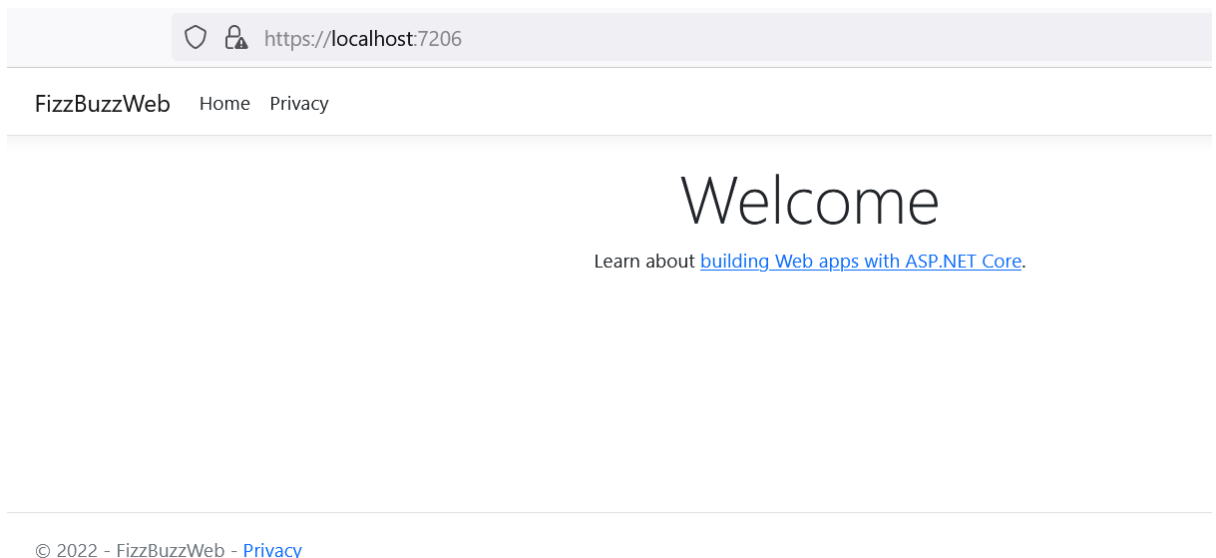 https://localhost:7206
FizzBuzzWeb Home Privacy
Welcome
Learn about building Web apps with ASP.NET Core.
© 2022 - FizzBuzzWeb - Privacy